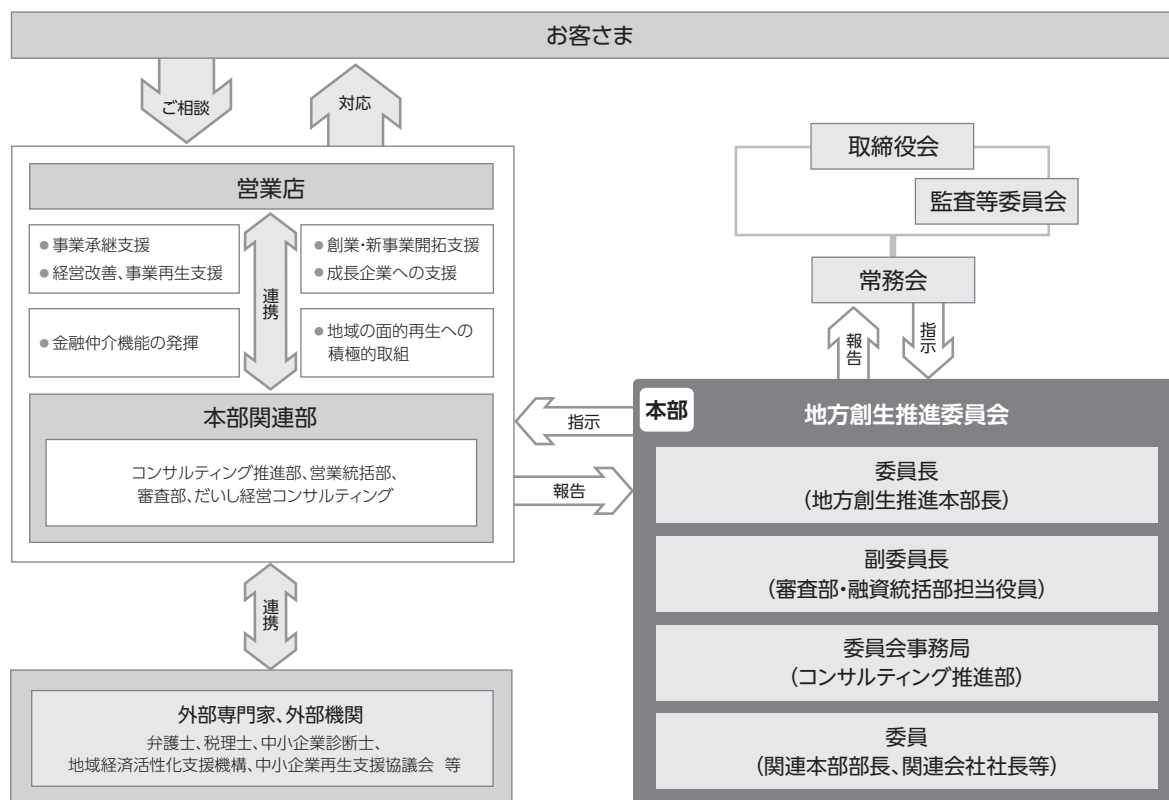 お客さま
ご相談
対応
営業店
●事業承継支援
●経営改善、事業再生支援
●創業・新事業開拓支援
●成長企業への支援
連携
●金融仲介機能の発揮
●地域の面的再生への
積極的取組
本部関連部
コンサルティング推進部、営業統括部、
審査部、だいし経営コンサルティング
連携
外部専門家、外部機関
弁護士、税理士、中小企業診断士、
地域経済活性化支援機構、中小企業再生支援協議会 等
取締役会
監査等委員会
常務会
報告
指示
指示
報告
本部
地方創生推進委員会
委員長
(地方創生推進本部長)
副委員長
(審査部・融資統括部担当役員)
委員会事務局
(コンサルティング推進部)
委員
(関連本部部長、関連会社社長等)